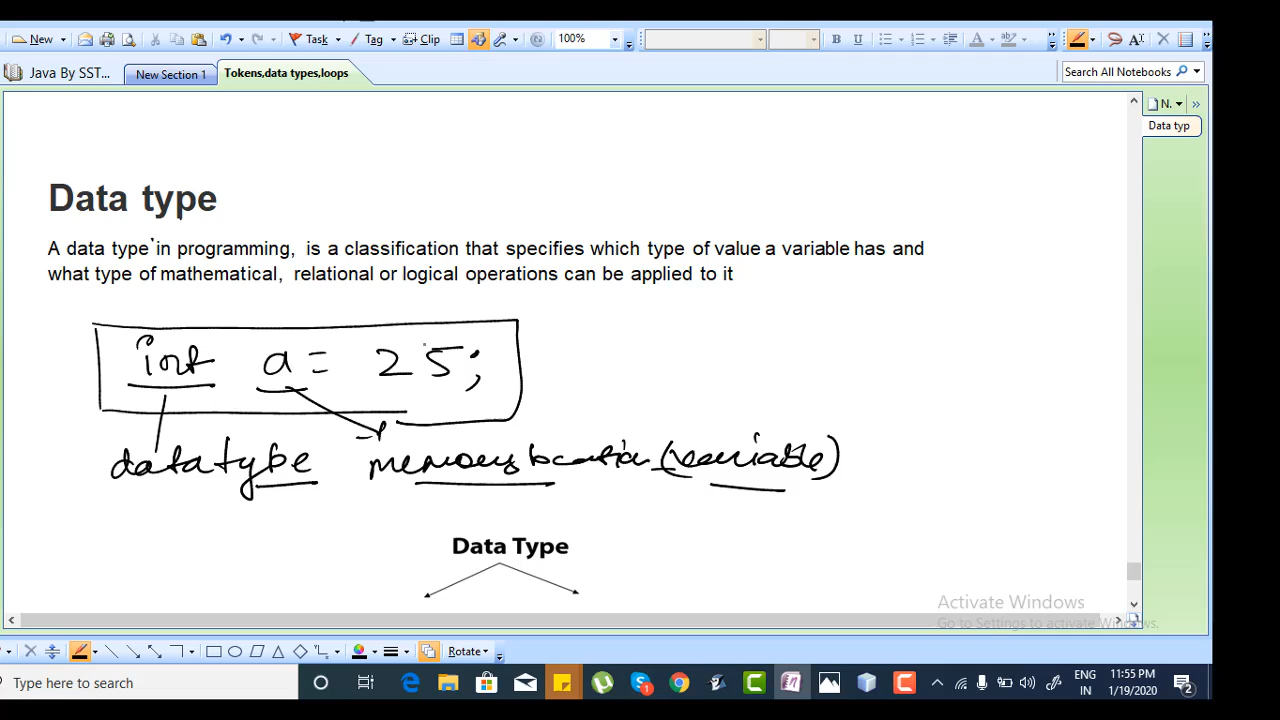 New Task Tag Clip 100% B U
Java By SST... New Section 1 Tokens,data types,loops Search All Notebooks
N.
Data typ
Data type
A data type in programming, is a classification that specifies which type of value a variable has and
what type of mathematical, relational or logical operations can be applied to it
int a = 25;
datatype memory location (variable)
Data Type
Activate Windows
Go to Settings to activate Windows.
Rotate
Type here to search ENG IN 11:55 PM 1/19/2020 2